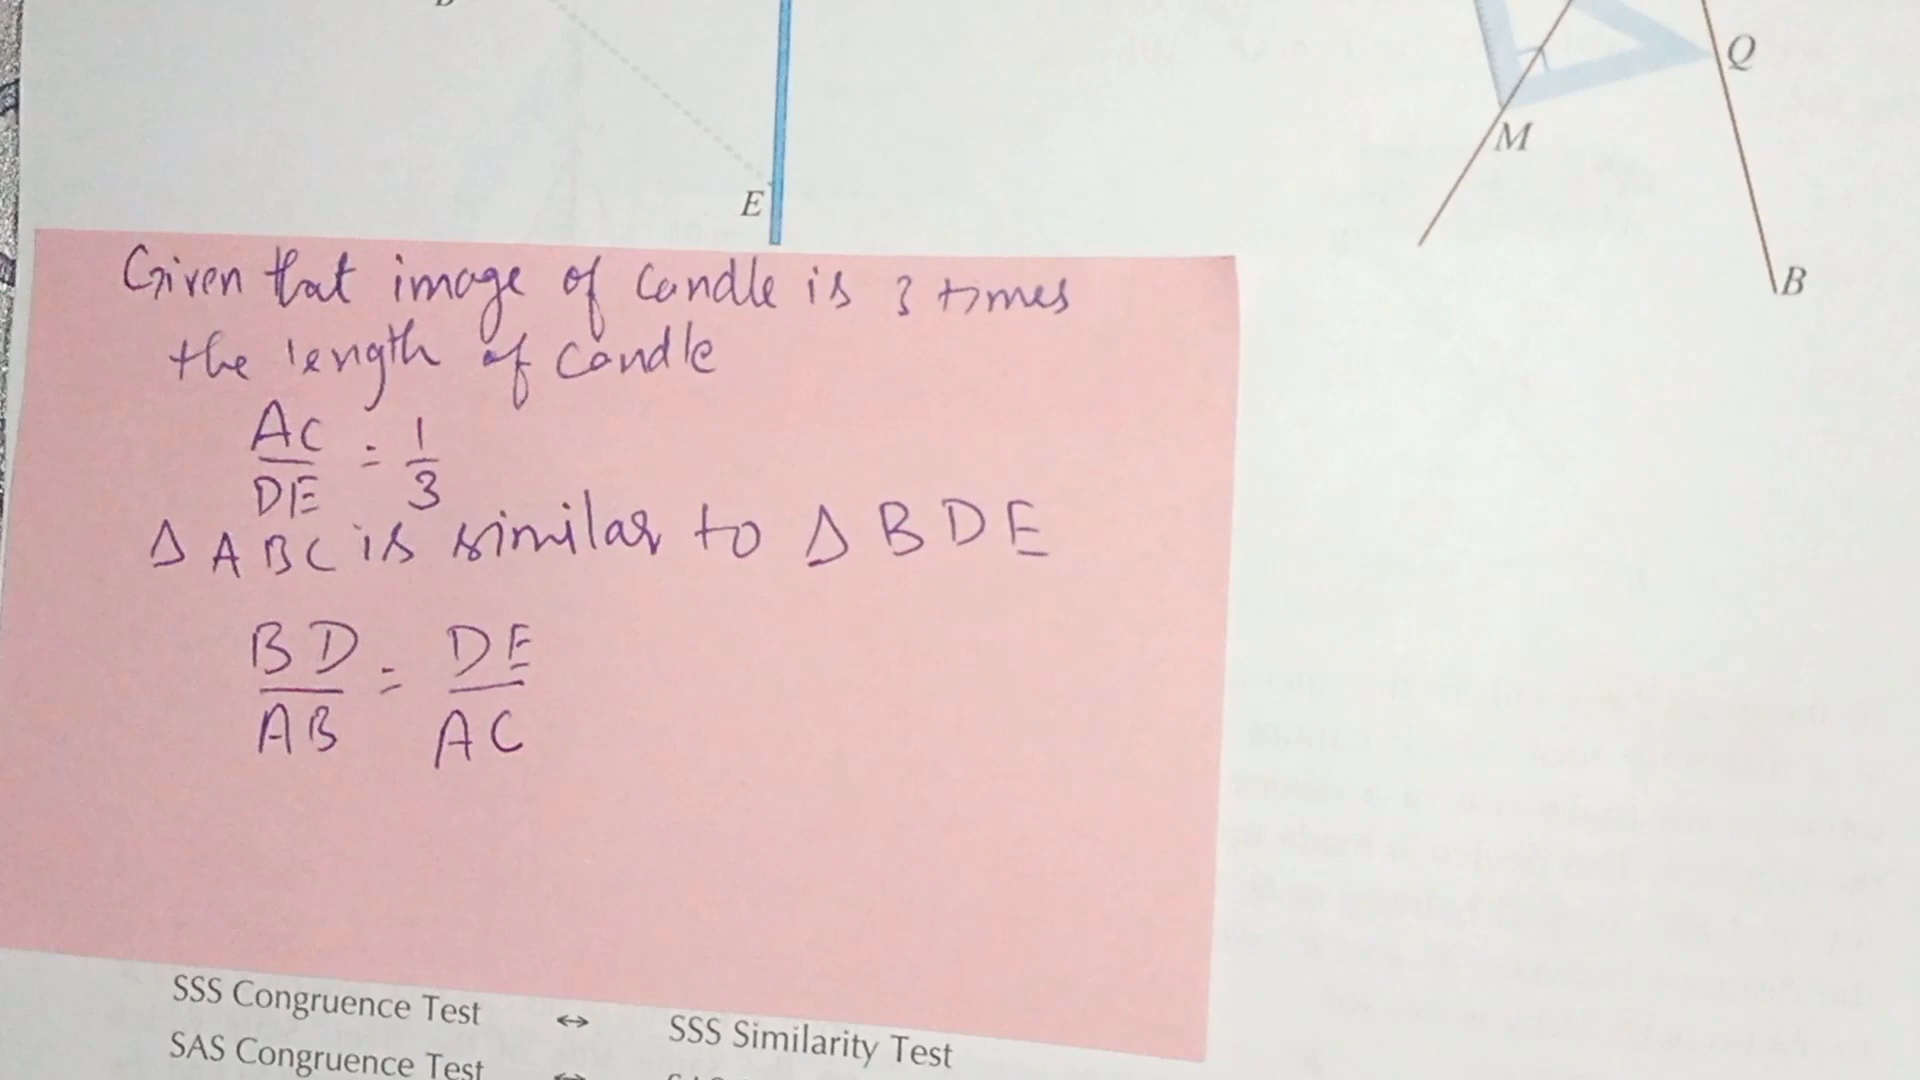 Q
M
E
B
Given that image of candle is 3 times
the length of candle
AC/DE = 1/3
Δ ABC is similar to Δ BDE
BD/AB = DE/AC
SSS Congruence Test ↔ SSS Similarity Test
SAS Congruence Test ↔